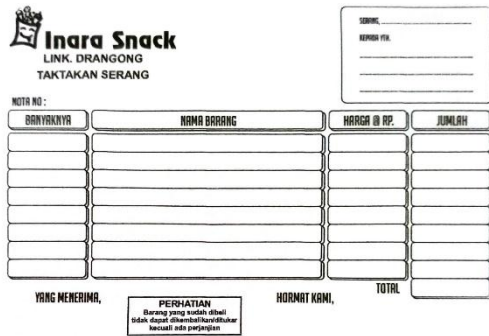 Inara Snack
LINK. DRANGONG
TAKTAKAN SERANG
SERANG,
KEPADA YTH.
NOTA NO :
BANYAKNYA NAMA BARANG HARGA @ RP. JUMLAH
YANG MENERIMA, HORMAT KAMI, TOTAL
PERHATIAN
Barang yang sudah dibeli
tidak dapat dikembalikan/ditukar
kecuali ada perjanjian